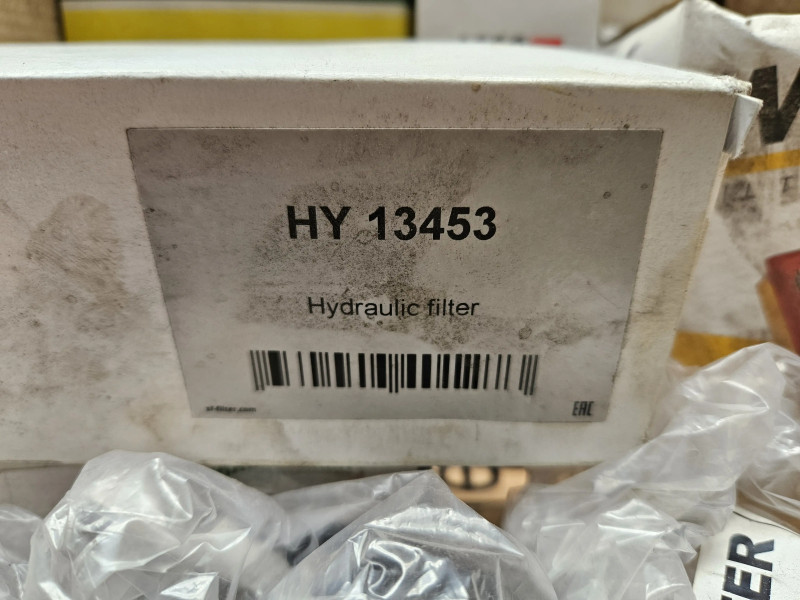 HY 13453
Hydraulic filter
sf-filter.com
EAC